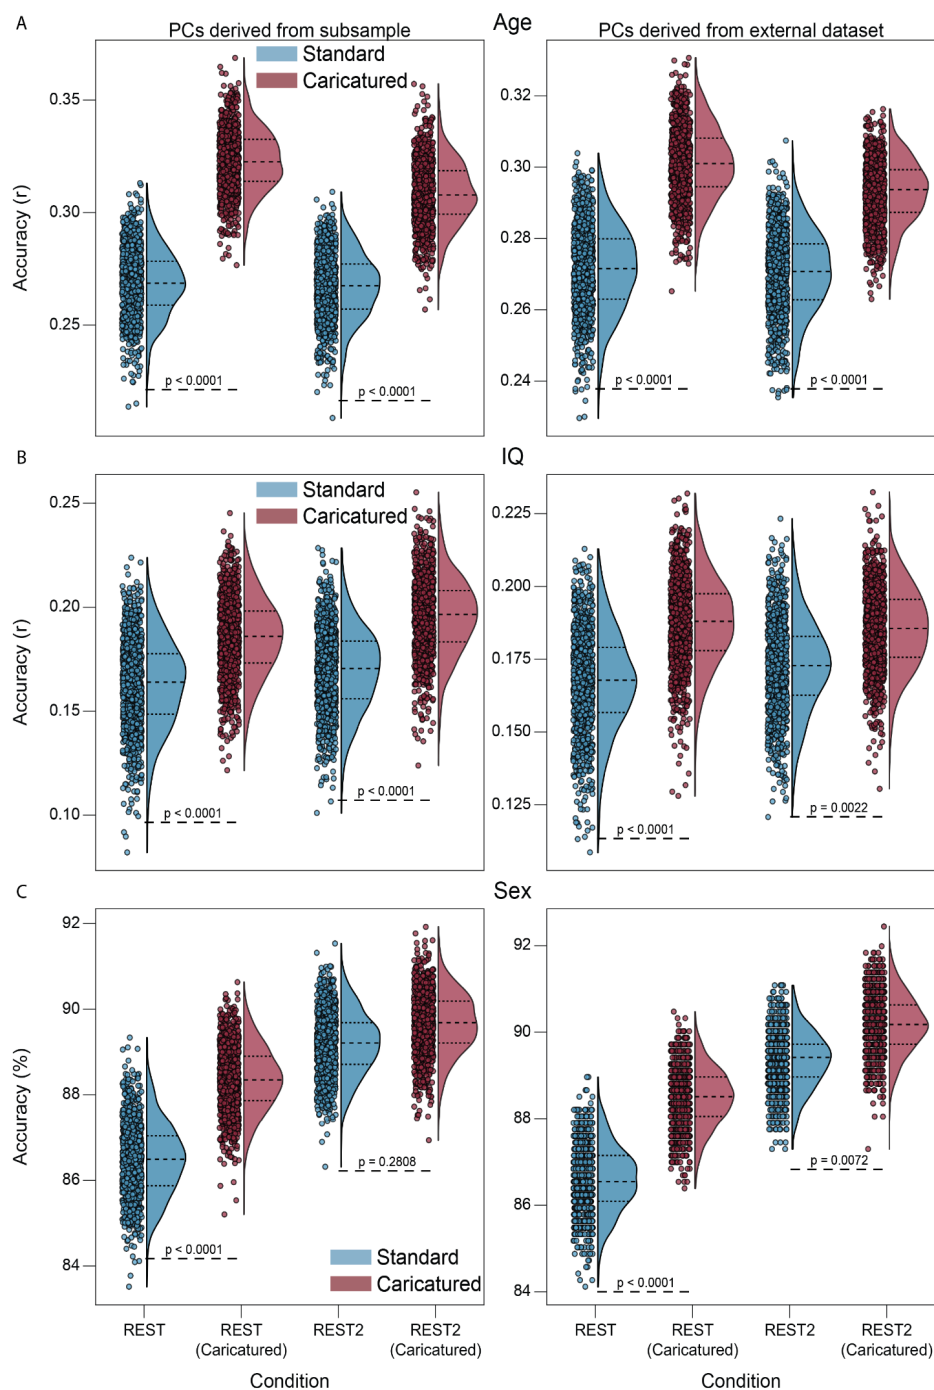 A
Age
PCs derived from subsample
PCs derived from external dataset
Standard
Caricatured
Accuracy (r)
0.35
0.30
0.25
p < 0.0001
p < 0.0001
0.32
0.30
0.28
0.26
0.24
p < 0.0001
p < 0.0001
B
IQ
Standard
Caricatured
Accuracy (r)
0.25
0.20
0.15
0.10
p < 0.0001
p < 0.0001
0.225
0.200
0.175
0.150
0.125
p < 0.0001
p = 0.0022
C
Sex
Accuracy (%)
92
90
88
86
84
p < 0.0001
p = 0.2808
Standard
Caricatured
92
90
88
86
84
p < 0.0001
p = 0.0072
REST
REST
(Caricatured)
REST2
REST2
(Caricatured)
Condition
REST
REST
(Caricatured)
REST2
REST2
(Caricatured)
Condition